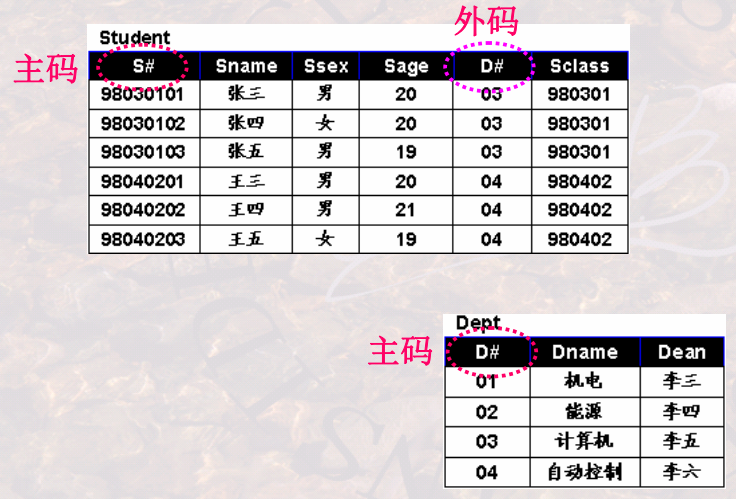 外码
Student
主码
S# Sname Ssex Sage D# Sclass
98030101 张三 男 20 03 980301
98030102 张四 女 20 03 980301
98030103 张五 男 19 03 980301
98040201 王三 男 20 04 980402
98040202 王四 男 21 04 980402
98040203 王五 女 19 04 980402
Dept
主码
D# Dname Dean
01 机电 李三
02 能源 李四
03 计算机 李五
04 自动控制 李六